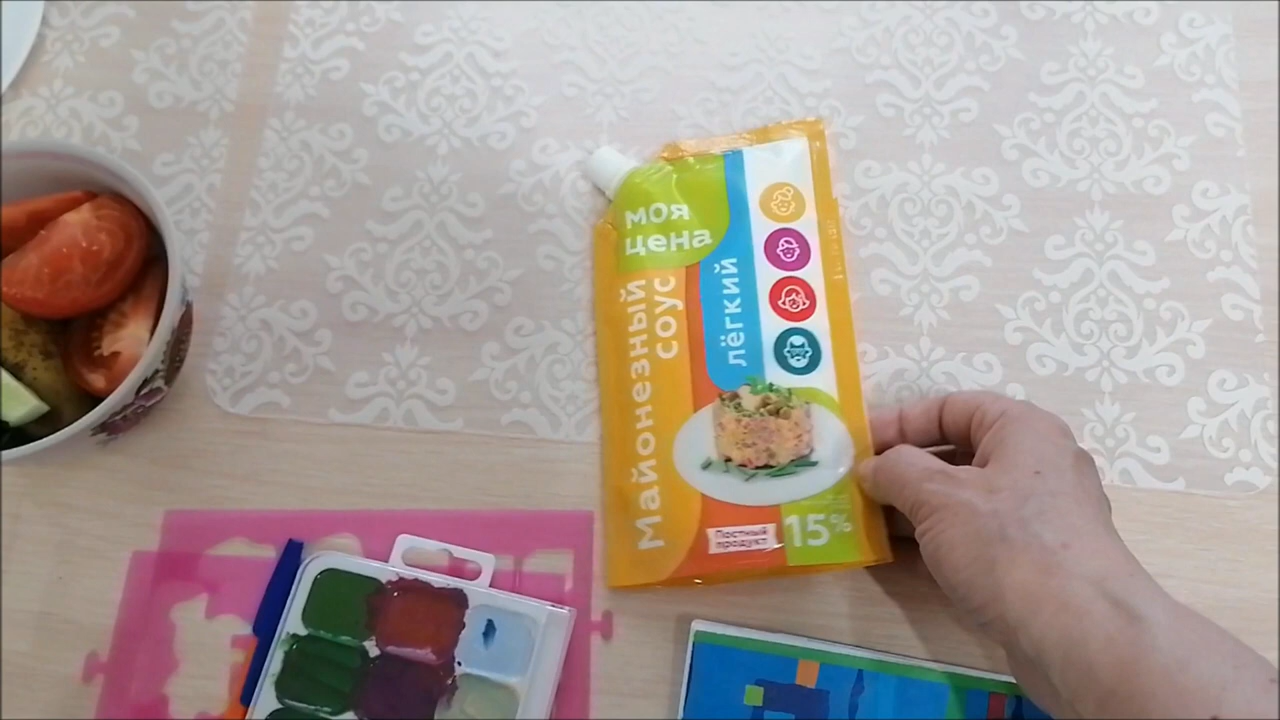 моя
цена
Майонезный
соус
лёгкий
Постный
продукт
15%